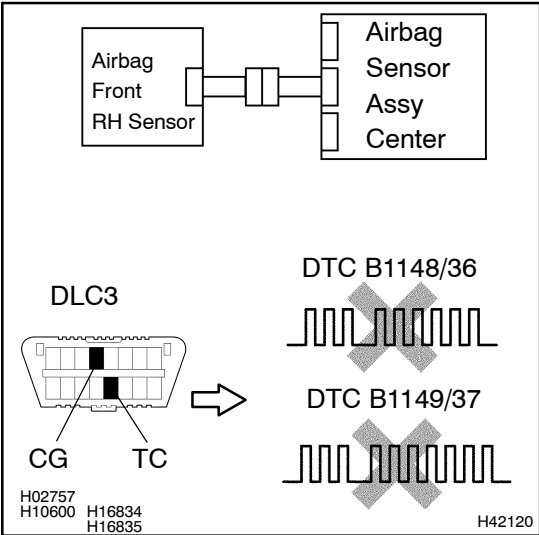 Airbag
Front
RH Sensor
Airbag
Sensor
Assy
Center
DTC B1148/36
DLC3
DTC B1149/37
CG
TC
H02757
H10600
H16834
H16835
H42120